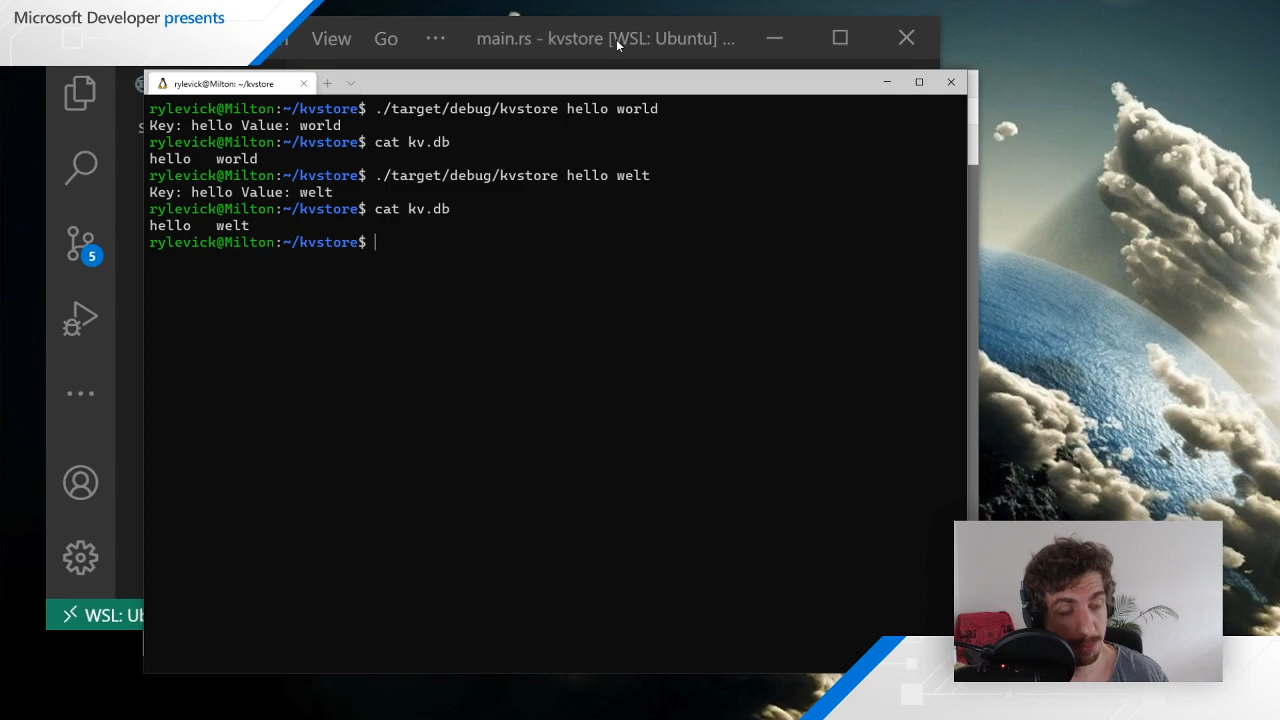 Microsoft Developer presents
View Go ··· main.rs - kvstore [WSL: Ubuntu] ...
rylevick@Milton: ~/kvstore
rylevick@Milton:~/kvstore$ ./target/debug/kvstore hello world
Key: hello Value: world
rylevick@Milton:~/kvstore$ cat kv.db
hello   world
rylevick@Milton:~/kvstore$ ./target/debug/kvstore hello welt
Key: hello Value: welt
rylevick@Milton:~/kvstore$ cat kv.db
hello   welt
rylevick@Milton:~/kvstore$
5
WSL: Ub